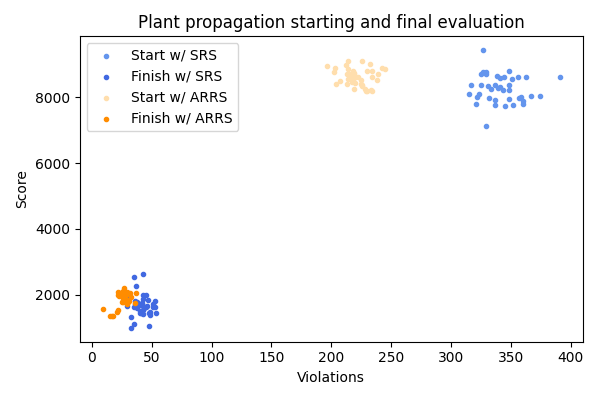 Plant propagation starting and final evaluation
Start w/ SRS
Finish w/ SRS
Start w/ ARRS
Finish w/ ARRS
Score
8000
6000
4000
2000
0 50 100 150 200 250 300 350 400
Violations